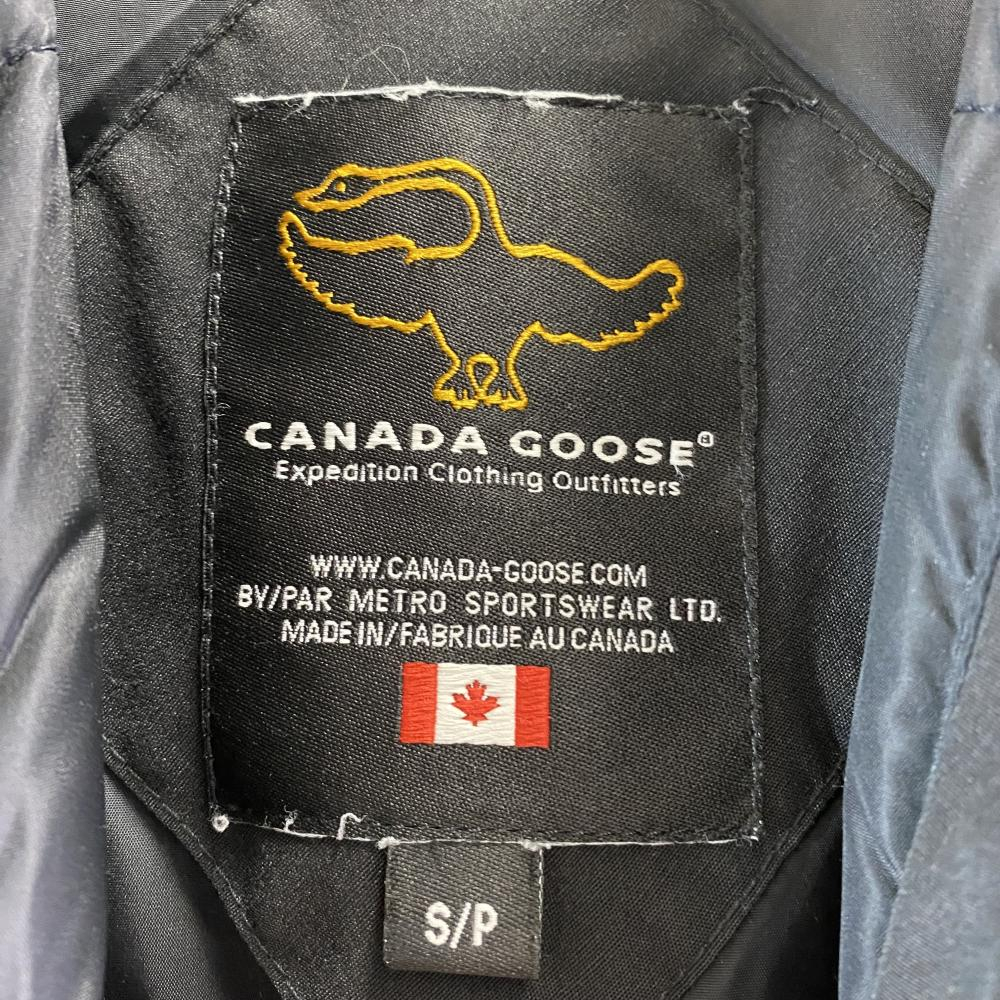 CANADA GOOSE®
Expedition Clothing Outfitters
WWW.CANADA-GOOSE.COM
BY/PAR METRO SPORTSWEAR LTD.
MADE IN/FABRIQUE AU CANADA
S/P